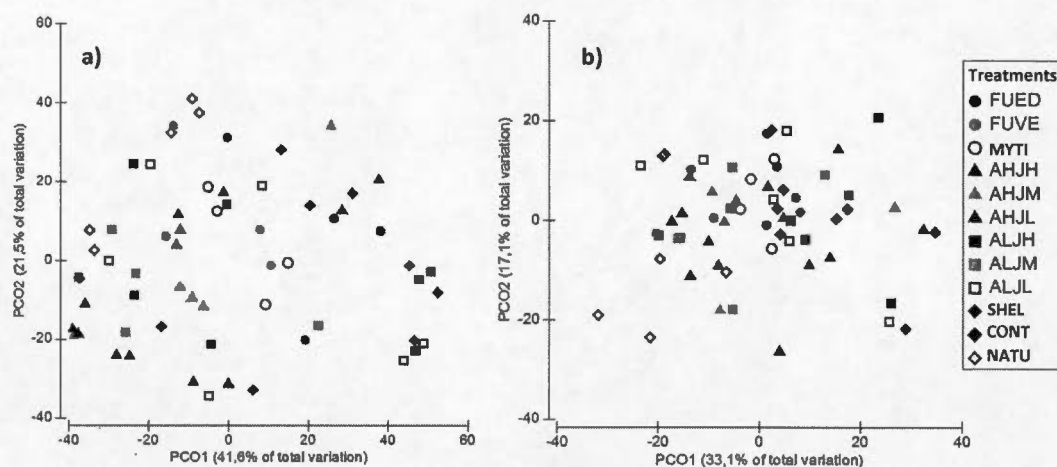 a)
60
40
20
0
-20
-40
PCO2 (21,5% of total variation)
-40 -20 0 20 40 60
PCO1 (41,6% of total variation)
b)
40
20
0
-20
-40
PCO2 (17,1% of total variation)
-40 -20 0 20 40
PCO1 (33,1% of total variation)
Treatments
FUED
FUVE
MYTI
AHJH
AHJM
AHJL
ALJH
ALJM
ALJL
SHEL
CONT
NATU